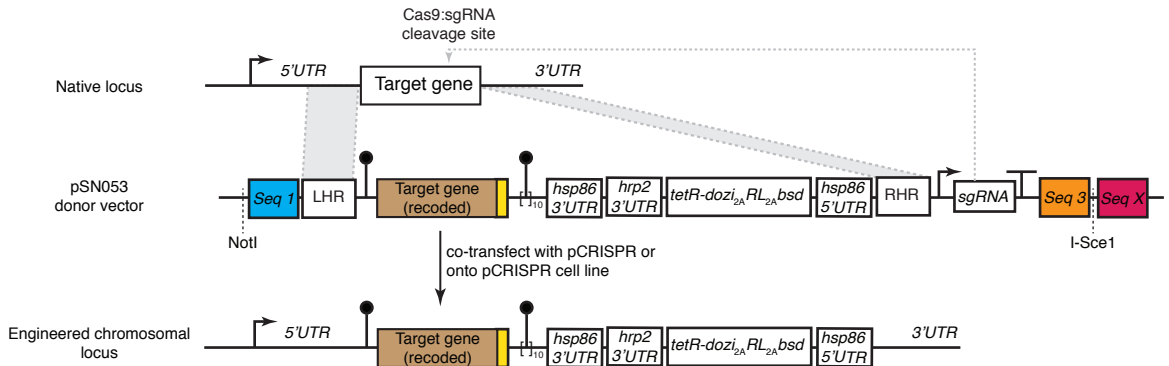 Cas9:sgRNA
cleavage site
5'UTR
3'UTR
Native locus
Target gene
pSN053
donor vector
Seq 1
LHR
Target gene
(recoded)
[ ]10
hsp86
3'UTR
hrp2
3'UTR
tetR-dozi2ARL2Absd
hsp86
5'UTR
RHR
sgRNA
Seq 3
Seq X
NotI
I-Sce1
co-transfect with pCRISPR or
onto pCRISPR cell line
Engineered chromosomal
locus
5'UTR
Target gene
(recoded)
[ ]10
hsp86
3'UTR
hrp2
3'UTR
tetR-dozi2ARL2Absd
hsp86
5'UTR
3'UTR